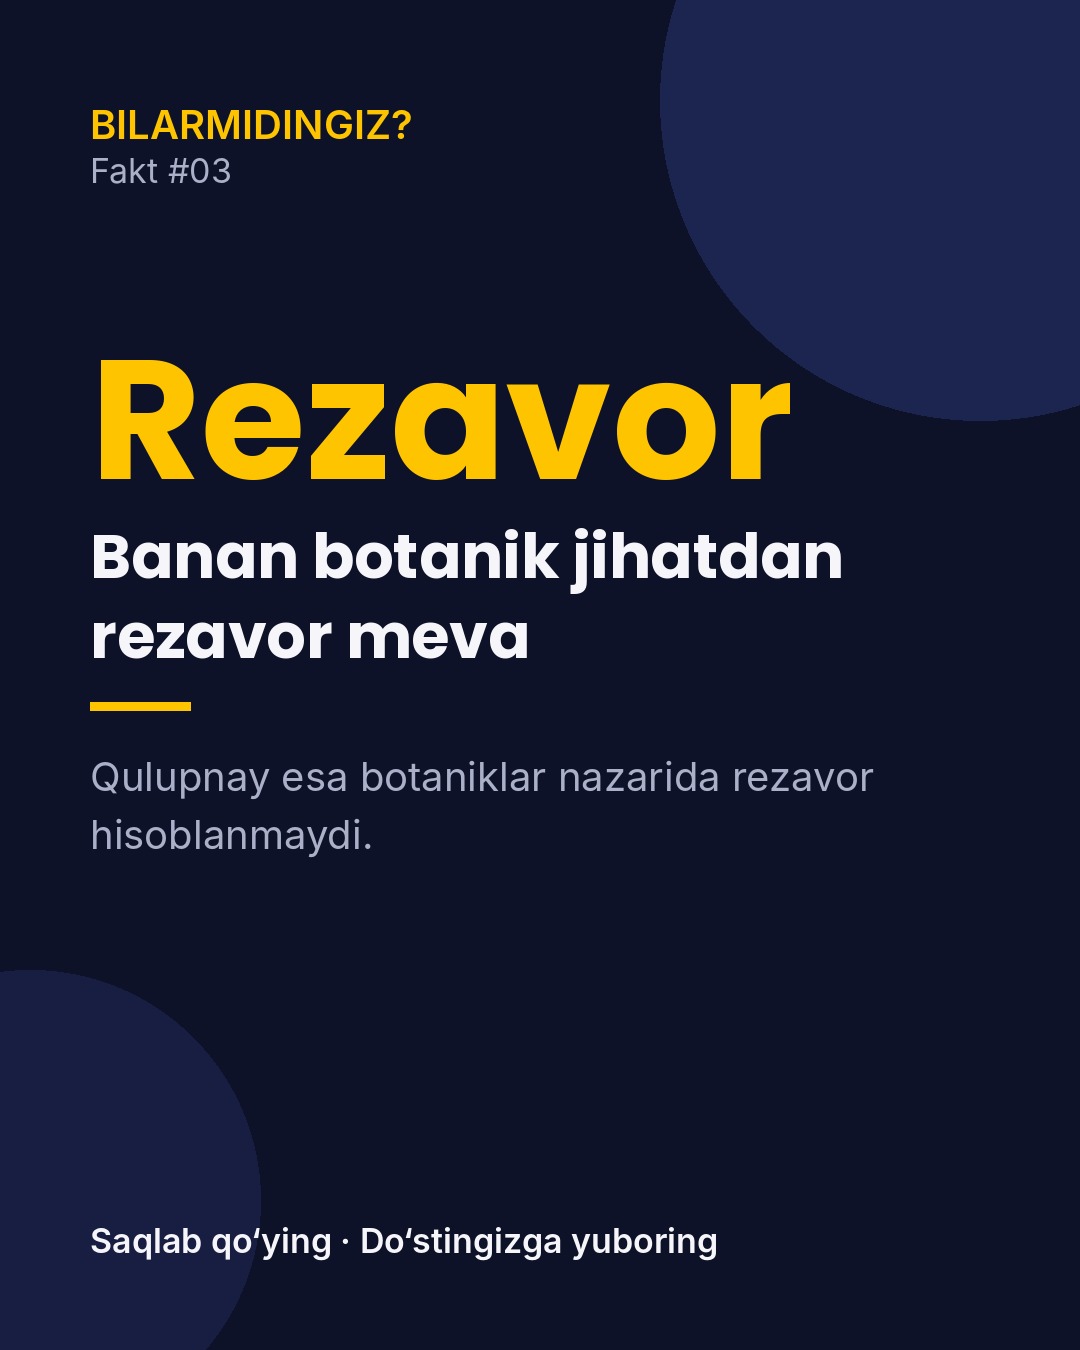 BILARMIDINGIZ?
Fakt #03
Rezavor
Banan botanik jihatdan
rezavor meva
Qulupnay esa botaniklar nazarida rezavor
hisoblanmaydi.
Saqlab qo‘ying · Do‘stingizga yuboring